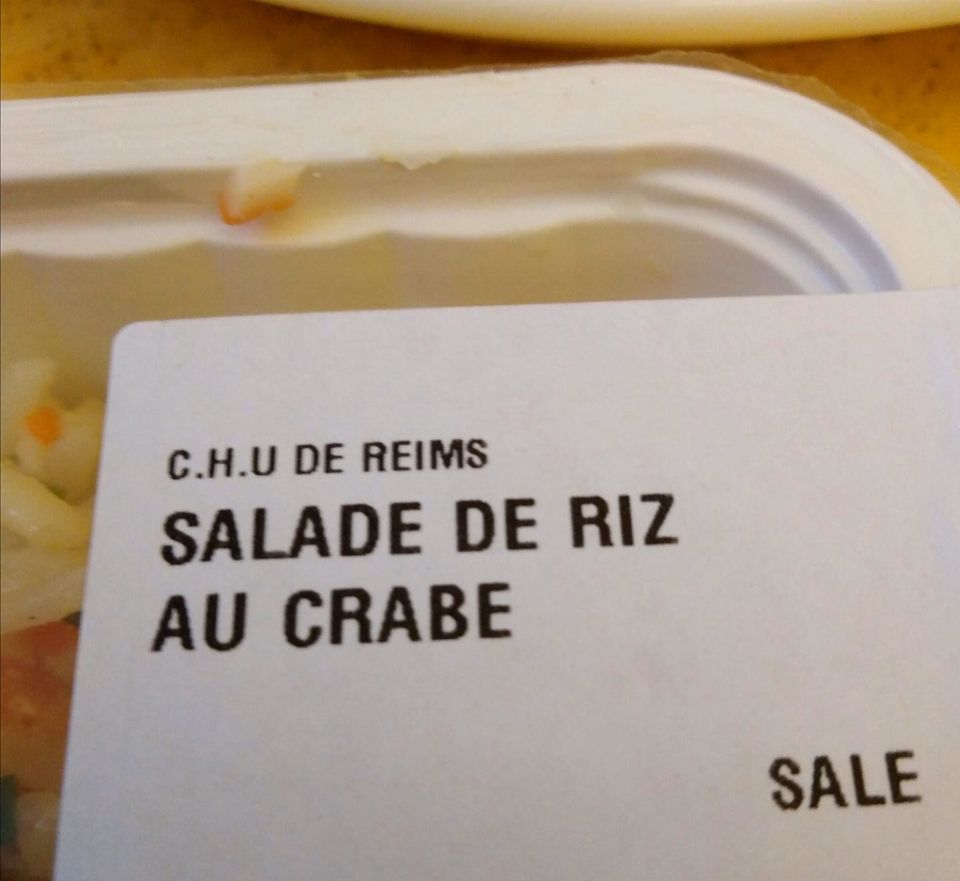 C.H.U DE REIMS
SALADE DE RIZ
AU CRABE
SALE